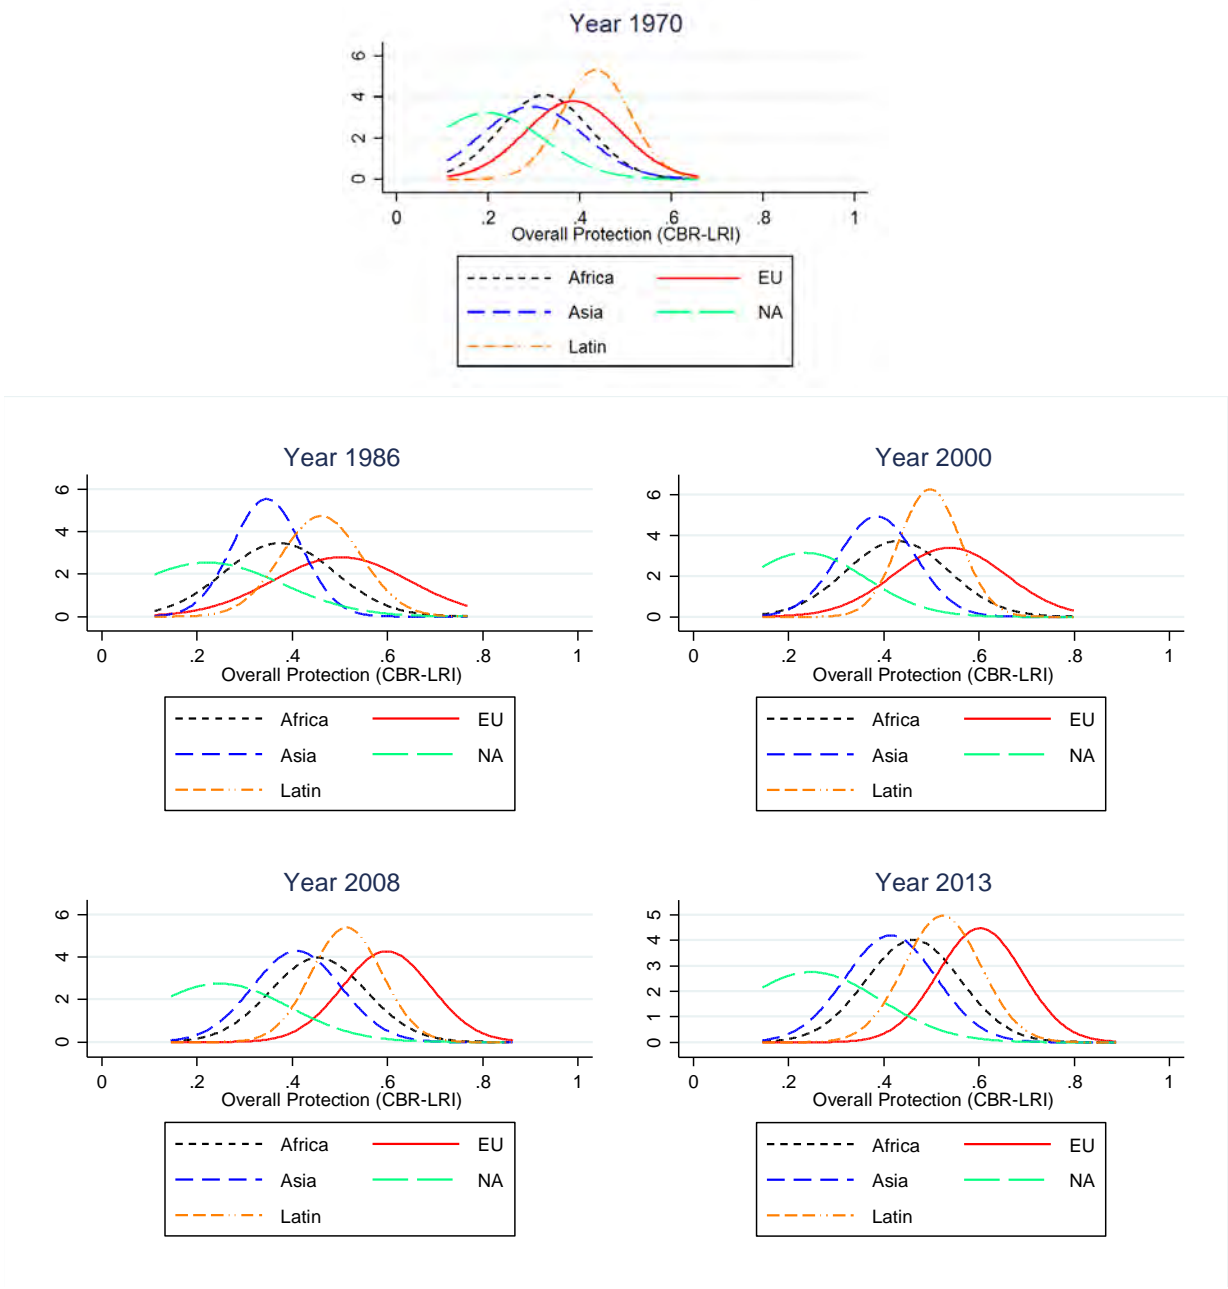 Year 1970
6
4
2
0
0 .2 .4 .6 .8 1
Overall Protection (CBR-LRI)
Africa EU
Asia NA
Latin
Year 1986
6
4
2
0
0 .2 .4 .6 .8 1
Overall Protection (CBR-LRI)
Africa EU
Asia NA
Latin
Year 2000
6
4
2
0
0 .2 .4 .6 .8 1
Overall Protection (CBR-LRI)
Africa EU
Asia NA
Latin
Year 2008
6
4
2
0
0 .2 .4 .6 .8 1
Overall Protection (CBR-LRI)
Africa EU
Asia NA
Latin
Year 2013
5
4
3
2
1
0
0 .2 .4 .6 .8 1
Overall Protection (CBR-LRI)
Africa EU
Asia NA
Latin